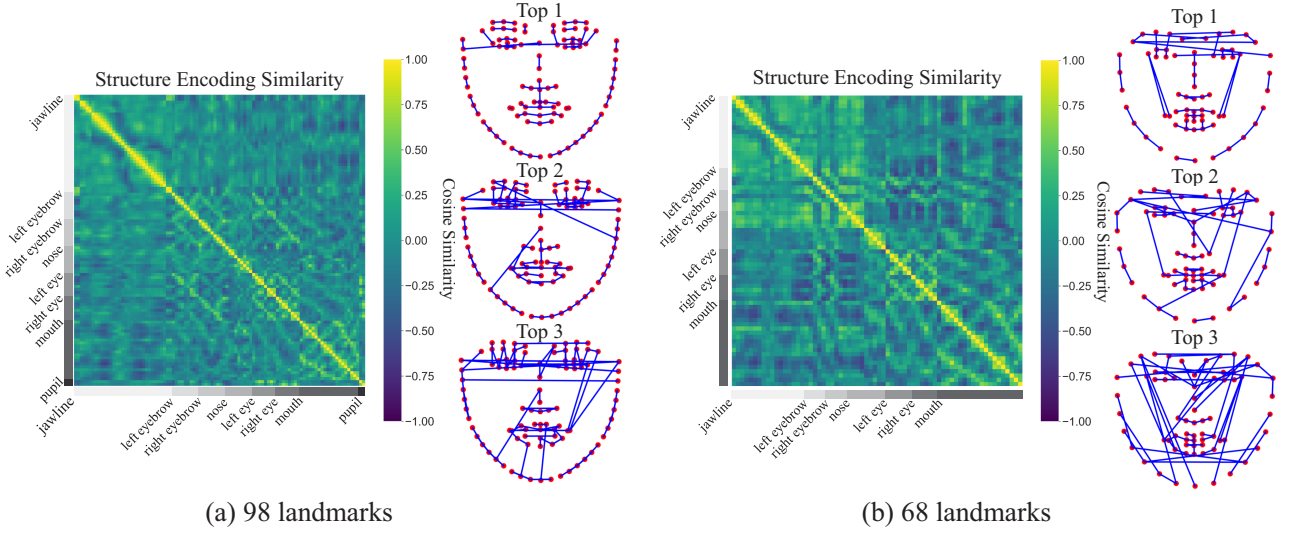 Structure Encoding Similarity
jawline
left eyebrow
right eyebrow
nose
left eye
right eye
mouth
pupil
jawline
left eyebrow
right eyebrow
nose
left eye
right eye
mouth
pupil
1.00
0.75
0.50
0.25
0.00
−0.25
−0.50
−0.75
−1.00
Cosine Similarity
Top 1
Top 2
Top 3
(a) 98 landmarks
Structure Encoding Similarity
jawline
left eyebrow
right eyebrow
nose
left eye
right eye
mouth
jawline
left eyebrow
right eyebrow
nose
left eye
right eye
mouth
1.00
0.75
0.50
0.25
0.00
−0.25
−0.50
−0.75
−1.00
Cosine Similarity
Top 1
Top 2
Top 3
(b) 68 landmarks